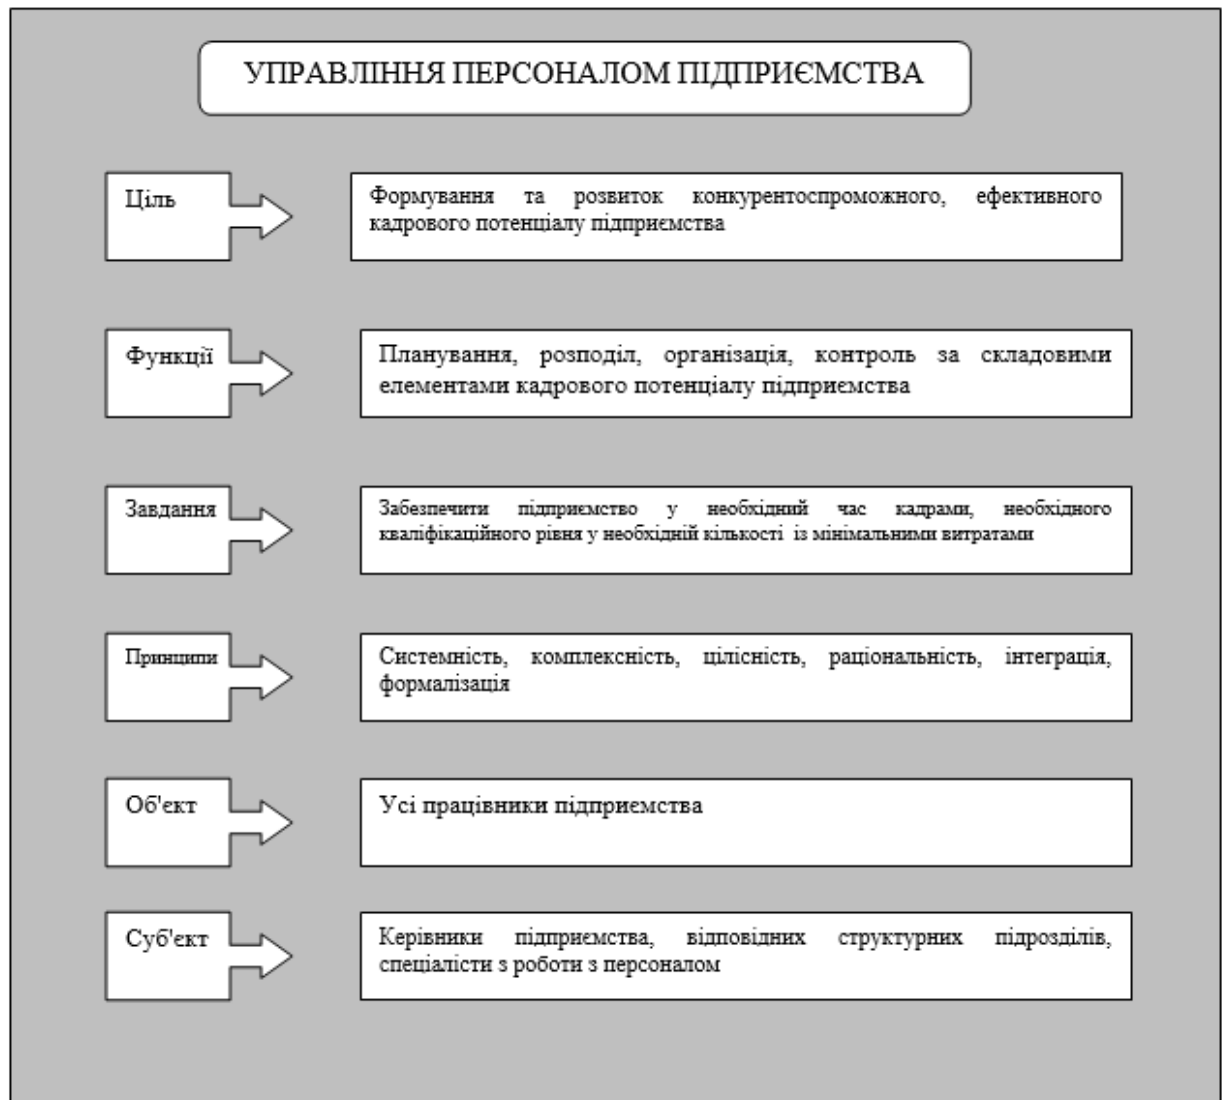 УПРАВЛІННЯ ПЕРСОНАЛОМ ПІДПРИЄМСТВА
Ціль
Формування та розвиток конкурентоспроможного, ефективного
кадрового потенціалу підприємства
Функції
Планування, розподіл, організація, контроль за складовими
елементами кадрового потенціалу підприємства
Завдання
Забезпечити підприємство у необхідний час кадрами, необхідного
кваліфікаційного рівня у необхідній кількості із мінімальними витратами
Принципи
Системність, комплексність, цілісність, раціональність, інтеграція,
формалізація
Об'єкт
Усі працівники підприємства
Суб'єкт
Керівники підприємства, відповідних структурних підрозділів,
спеціалісти з роботи з персоналом